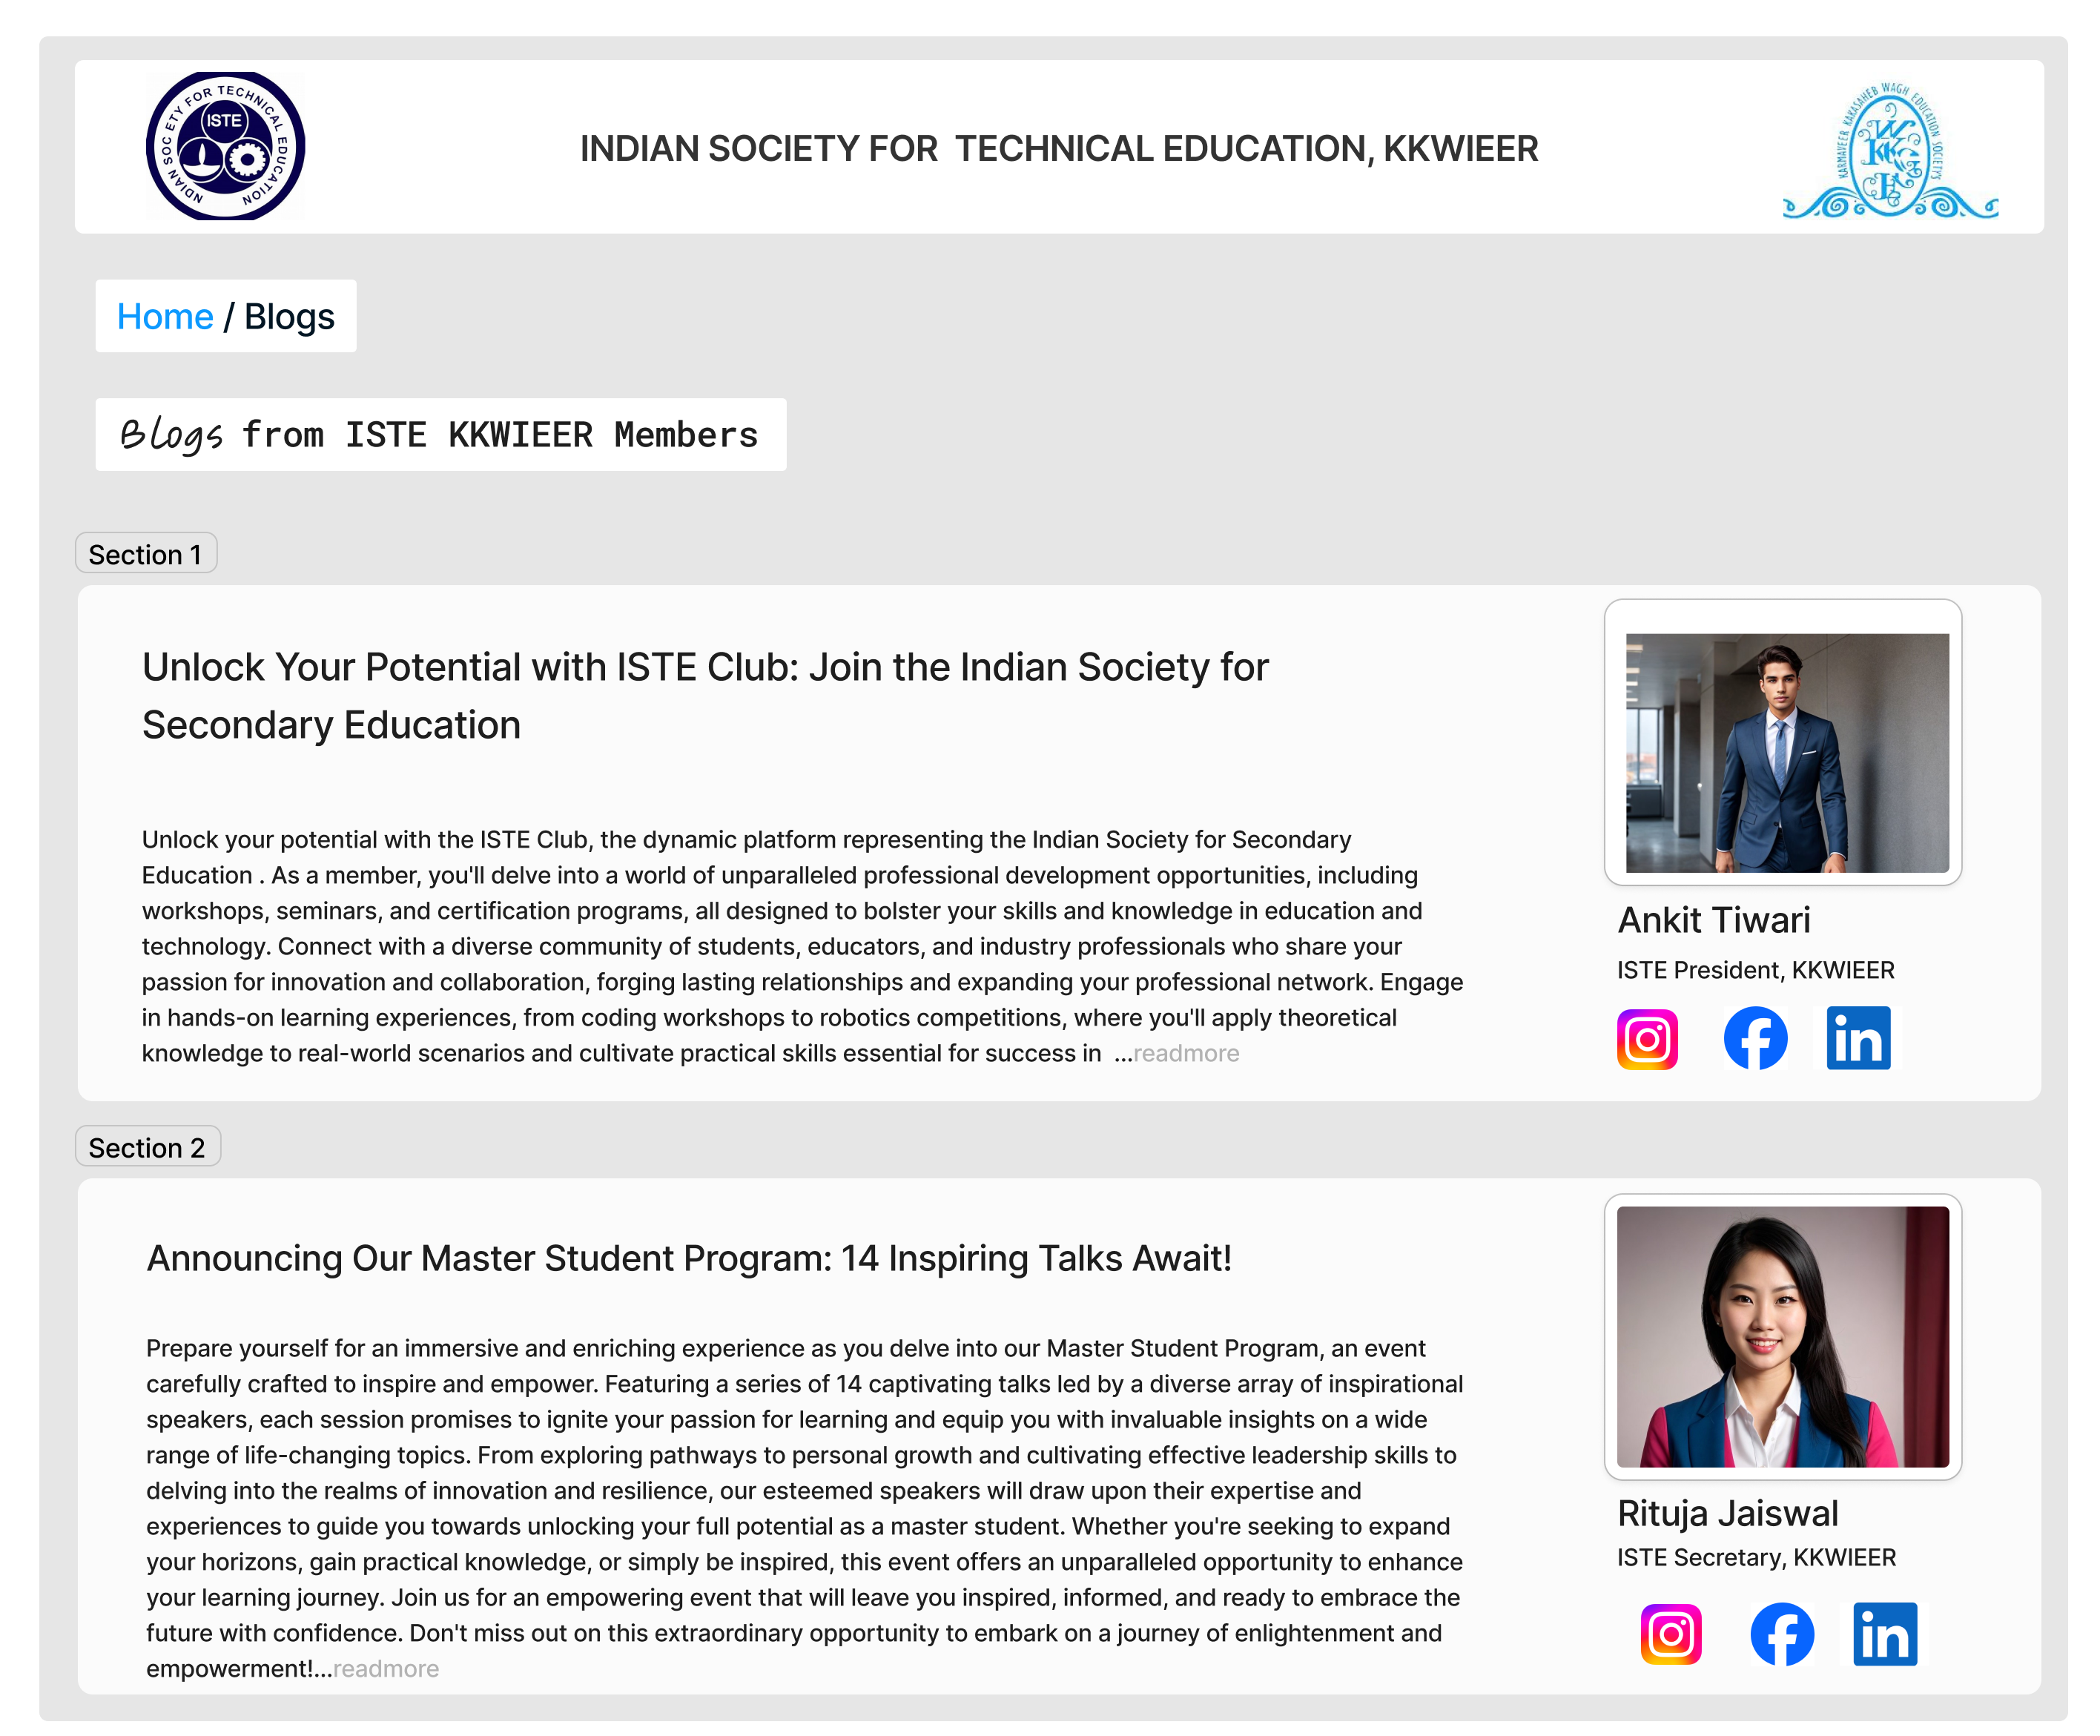 INDIAN SOCIETY FOR TECHNICAL EDUCATION
ISTE
INDIAN SOCIETY FOR  TECHNICAL EDUCATION, KKWIEER
KARMAVEER KAKASAHEB WAGH EDUCATION SOCIETY'S
Home / Blogs
Blogs from ISTE KKWIEER Members
Section 1
Unlock Your Potential with ISTE Club: Join the Indian Society for
Secondary Education
Unlock your potential with the ISTE Club, the dynamic platform representing the Indian Society for Secondary
Education . As a member, you'll delve into a world of unparalleled professional development opportunities, including
workshops, seminars, and certification programs, all designed to bolster your skills and knowledge in education and
technology. Connect with a diverse community of students, educators, and industry professionals who share your
passion for innovation and collaboration, forging lasting relationships and expanding your professional network. Engage
in hands-on learning experiences, from coding workshops to robotics competitions, where you'll apply theoretical
knowledge to real-world scenarios and cultivate practical skills essential for success in  ...readmore
Ankit Tiwari
ISTE President, KKWIEER
in
Section 2
Announcing Our Master Student Program: 14 Inspiring Talks Await!
Prepare yourself for an immersive and enriching experience as you delve into our Master Student Program, an event
carefully crafted to inspire and empower. Featuring a series of 14 captivating talks led by a diverse array of inspirational
speakers, each session promises to ignite your passion for learning and equip you with invaluable insights on a wide
range of life-changing topics. From exploring pathways to personal growth and cultivating effective leadership skills to
delving into the realms of innovation and resilience, our esteemed speakers will draw upon their expertise and
experiences to guide you towards unlocking your full potential as a master student. Whether you're seeking to expand
your horizons, gain practical knowledge, or simply be inspired, this event offers an unparalleled opportunity to enhance
your learning journey. Join us for an empowering event that will leave you inspired, informed, and ready to embrace the
future with confidence. Don't miss out on this extraordinary opportunity to embark on a journey of enlightenment and
empowerment!...readmore
Rituja Jaiswal
ISTE Secretary, KKWIEER
in